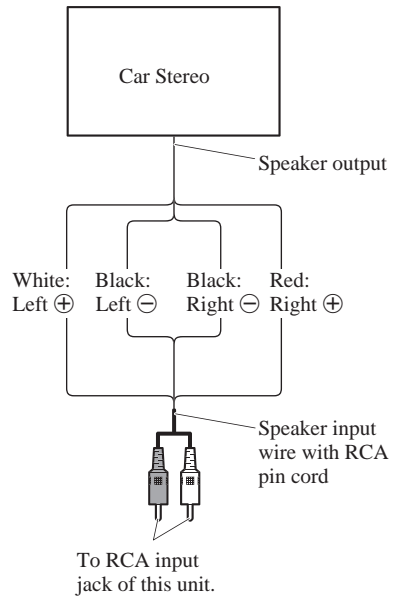 Car Stereo
Speaker output
White:
Left ⊕
Black:
Left ⊖
Black:
Right ⊖
Red:
Right ⊕
Speaker input
wire with RCA
pin cord
To RCA input
jack of this unit.